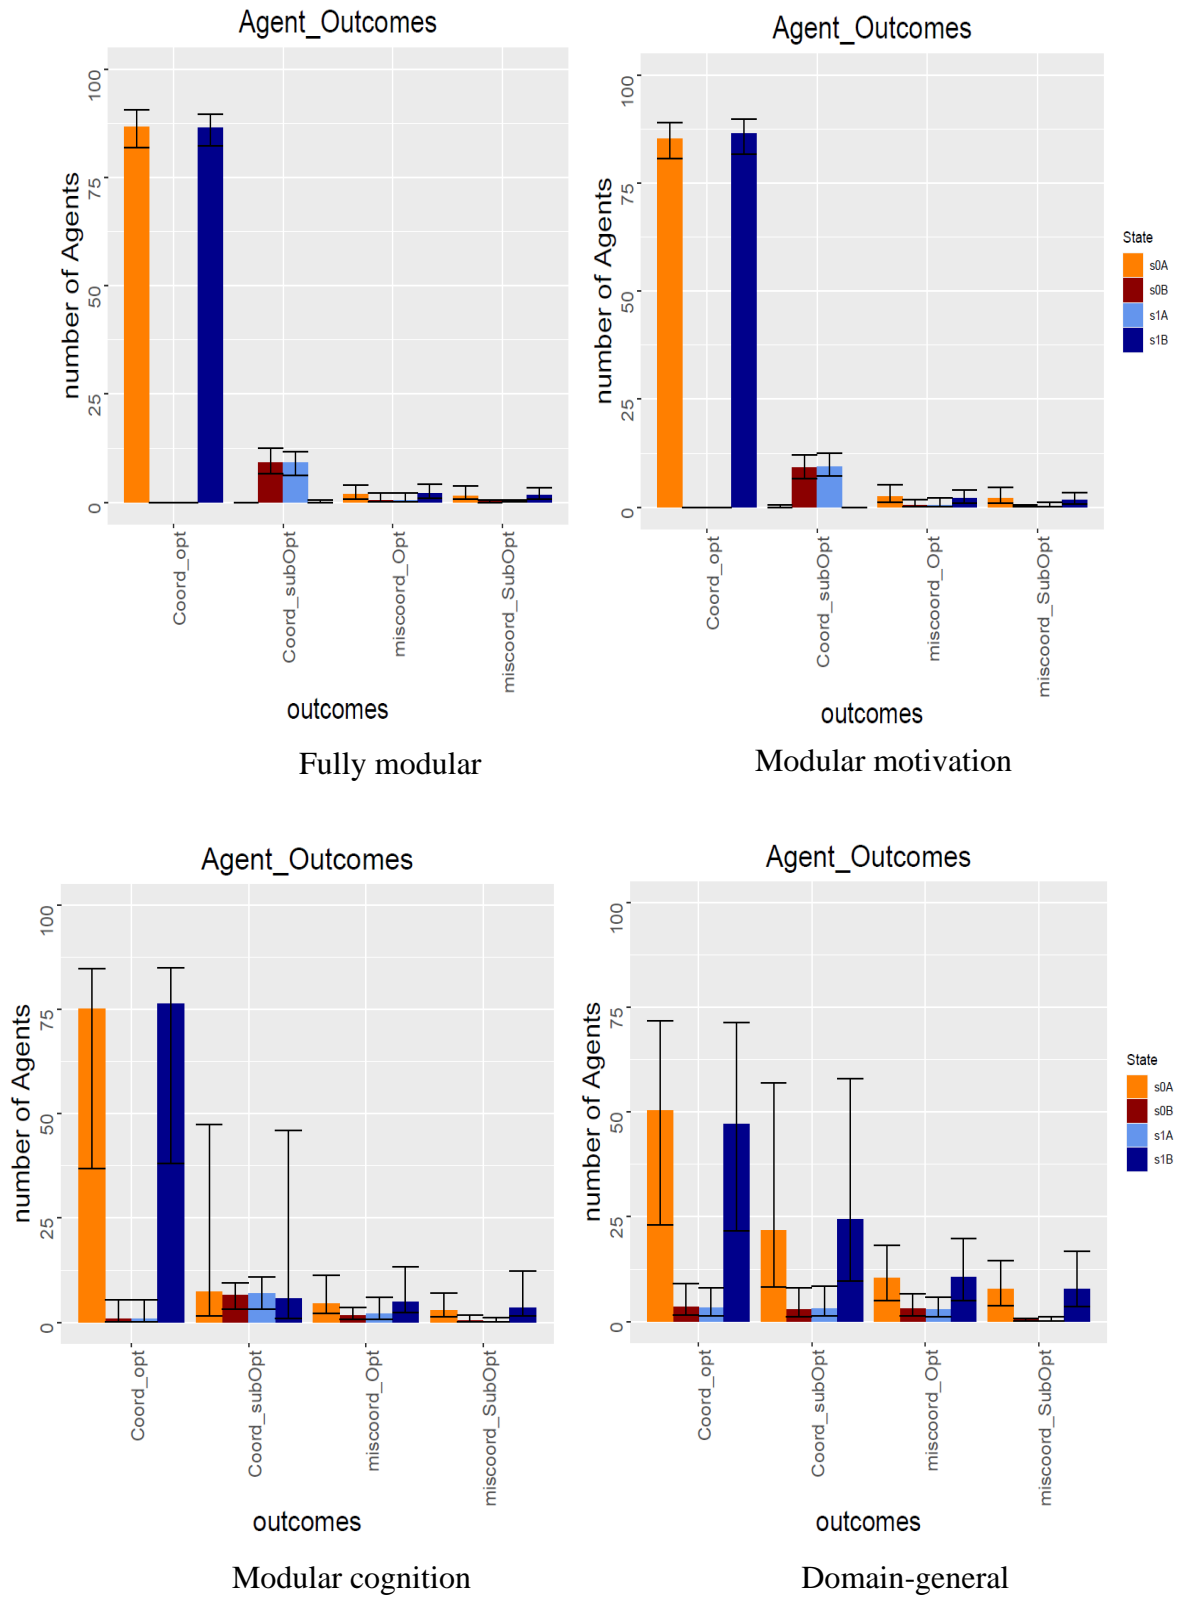 Agent_Outcomes
number of Agents
100
75
50
25
0
Coord_opt
Coord_subOpt
miscoord_Opt
miscoord_SubOpt
outcomes
Fully modular
Agent_Outcomes
number of Agents
100
75
50
25
0
Coord_opt
Coord_subOpt
miscoord_Opt
miscoord_SubOpt
outcomes
State
s0A
s0B
s1A
s1B
Modular motivation
Agent_Outcomes
number of Agents
100
75
50
25
0
Coord_opt
Coord_subOpt
miscoord_Opt
miscoord_SubOpt
outcomes
Modular cognition
Agent_Outcomes
number of Agents
100
75
50
25
0
Coord_opt
Coord_subOpt
miscoord_Opt
miscoord_SubOpt
outcomes
State
s0A
s0B
s1A
s1B
Domain-general